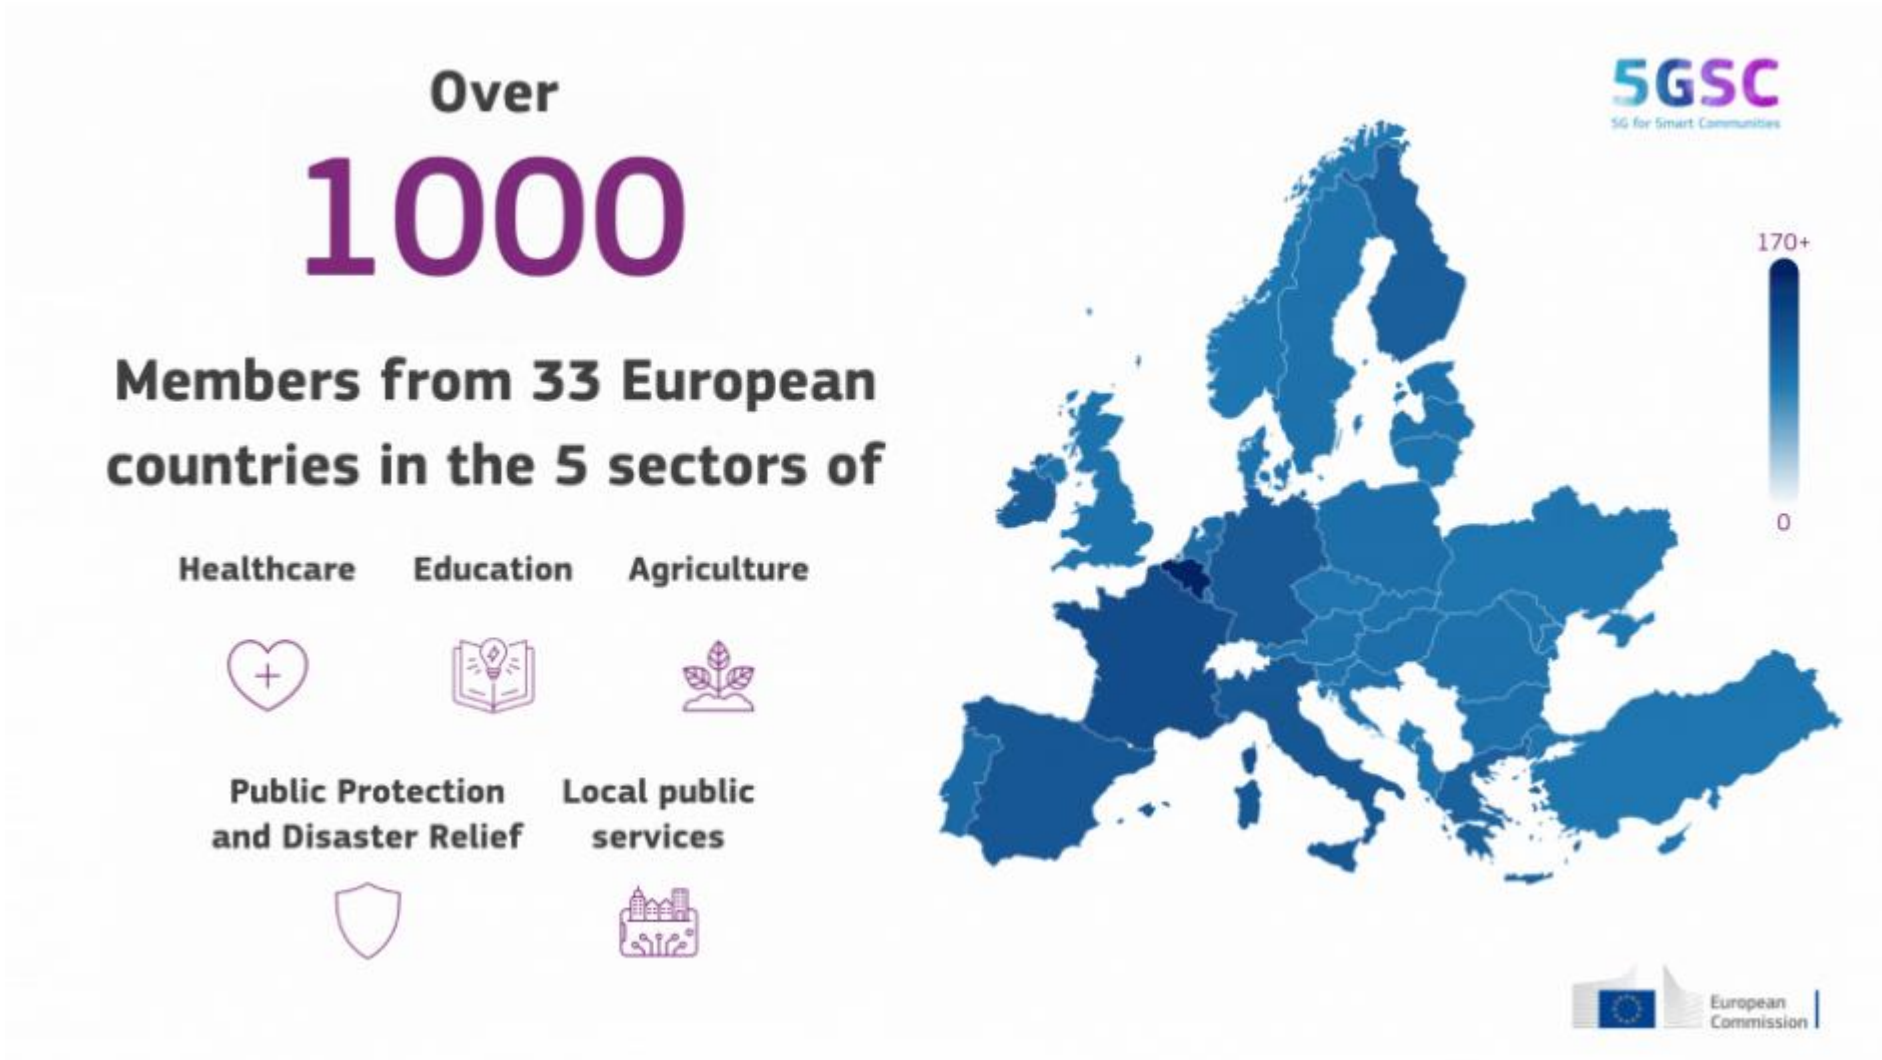 Over
1000
Members from 33 European
countries in the 5 sectors of
Healthcare
Education
Agriculture
Public Protection
and Disaster Relief
Local public
services
5GSC
5G for Smart Communities
170+
0
European
Commission